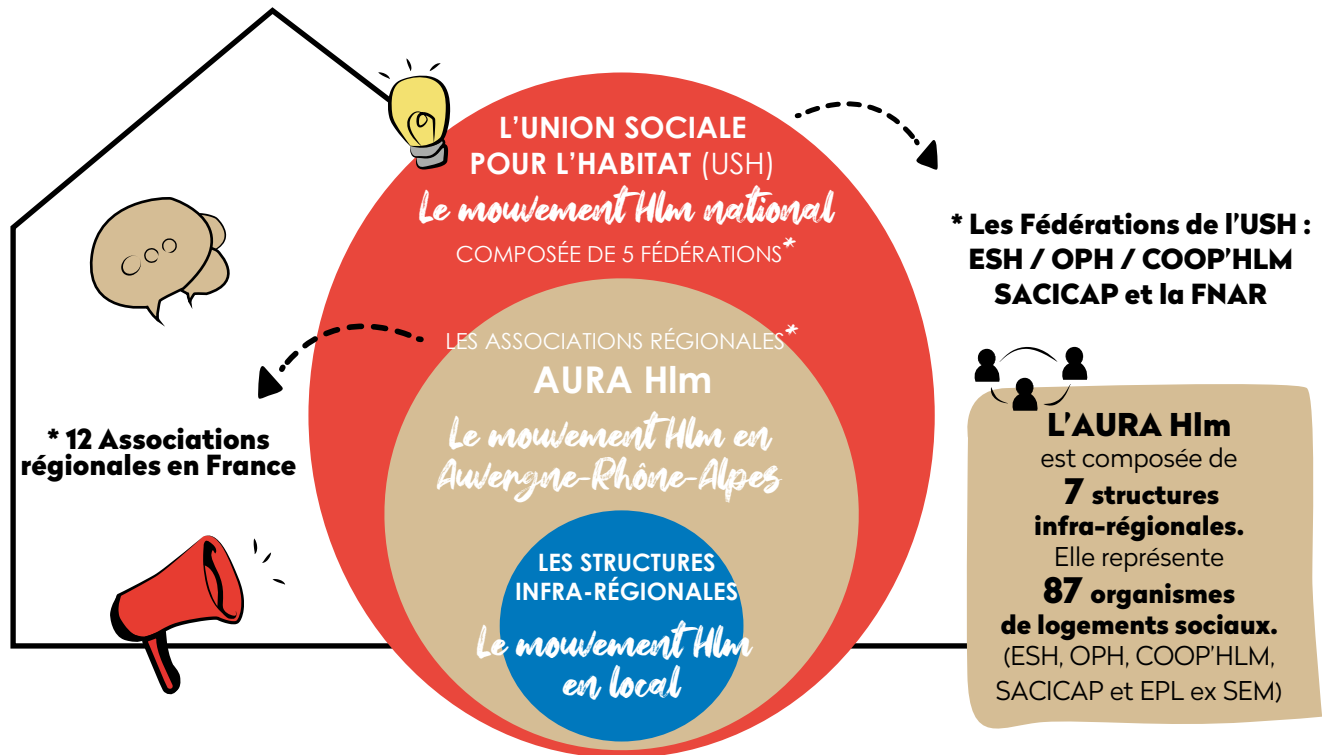 L'UNION SOCIALE
POUR L'HABITAT (USH)
Le mouvement Hlm national
COMPOSÉE DE 5 FÉDÉRATIONS*
* Les Fédérations de l'USH :
ESH / OPH / COOP'HLM
SACICAP et la FNAR
LES ASSOCIATIONS RÉGIONALES*
AURA Hlm
Le mouvement Hlm en
Auvergne-Rhône-Alpes
* 12 Associations
régionales en France
LES STRUCTURES
INFRA-RÉGIONALES
Le mouvement Hlm
en local
L'AURA Hlm
est composée de
7 structures
infra-régionales.
Elle représente
87 organismes
de logements sociaux.
(ESH, OPH, COOP'HLM,
SACICAP et EPL ex SEM)